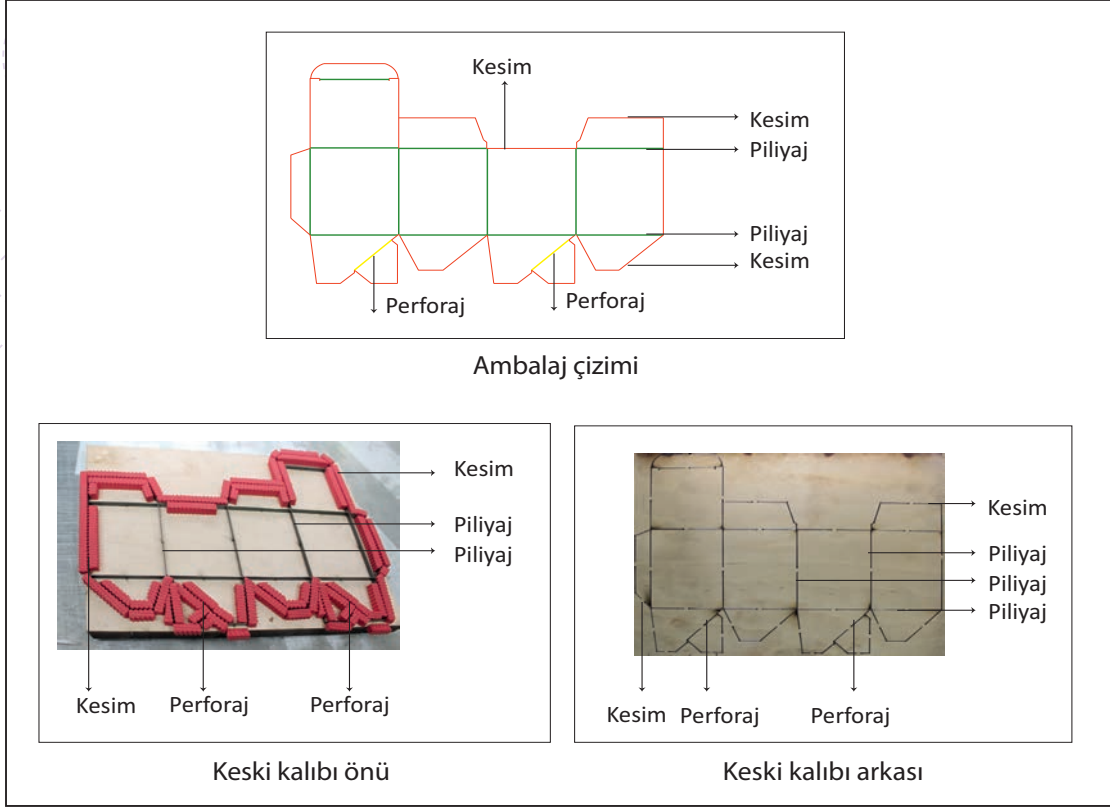 Kesim
Kesim
Piliyaj
Piliyaj
Kesim
Perforaj
Perforaj
Ambalaj çizimi
Kesim
Piliyaj
Piliyaj
Kesim
Perforaj
Perforaj
Keski kalıbı önü
Kesim
Piliyaj
Piliyaj
Piliyaj
Kesim
Perforaj
Perforaj
Keski kalıbı arkası